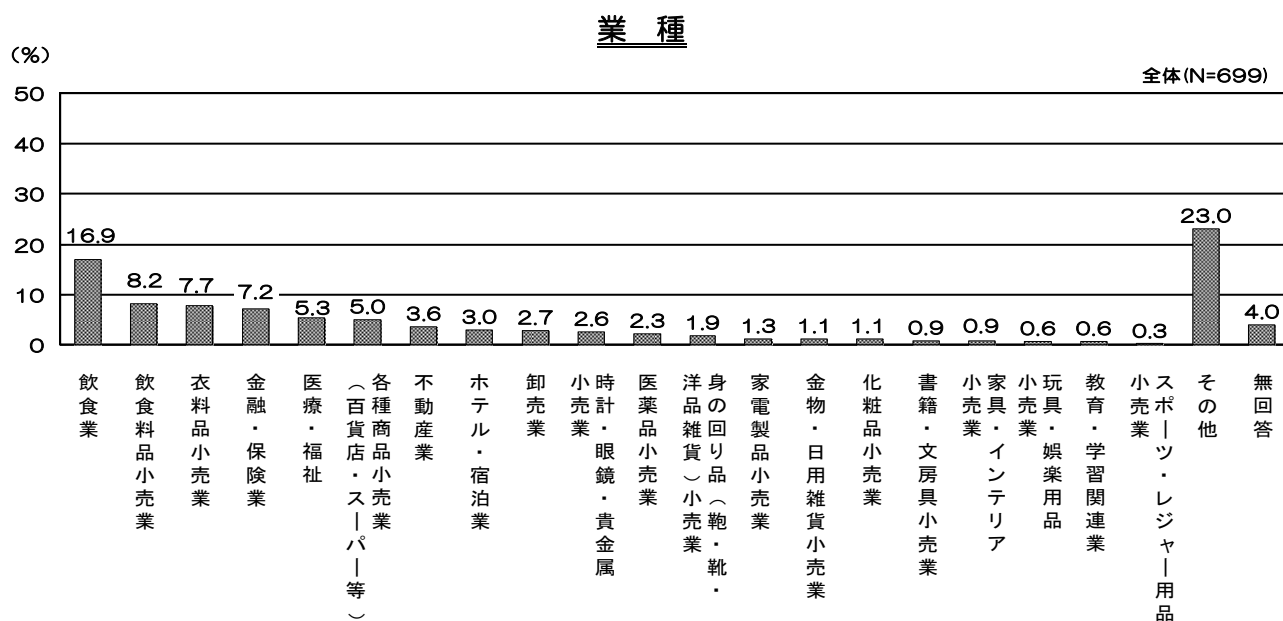 業 種
(%)
全体(N=699)
50
40
30
20
10
0
16.9
8.2
7.7
7.2
5.3
5.0
3.6
3.0
2.7
2.6
2.3
1.9
1.3
1.1
1.1
0.9
0.9
0.6
0.6
0.3
23.0
4.0
飲食業
飲食料品小売業
衣料品小売業
金融・保険業
医療・福祉
各種商品小売業
(百貨店・スーパー等)
不動産業
ホテル・宿泊業
卸売業
時計・眼鏡・貴金属
小売業
医薬品小売業
身の回り品(鞄・靴・
洋品雑貨)小売業
家電製品小売業
金物・日用雑貨小売業
化粧品小売業
書籍・文房具小売業
家具・インテリア
小売業
玩具・娯楽用品
小売業
教育・学習関連業
スポーツ・レジャー用品
小売業
その他
無回答